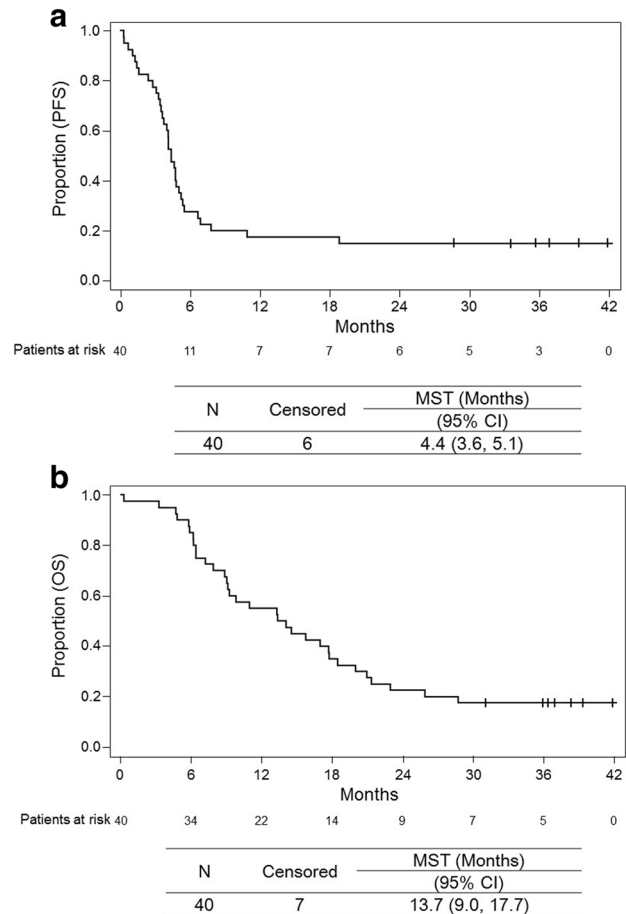 a
Proportion (PFS)
1.0
0.8
0.6
0.4
0.2
0.0
0 6 12 18 24 30 36 42
Months
Patients at risk 40 11 7 7 6 5 3 0
MST (Months)
N Censored
(95% CI)
40 6 4.4 (3.6, 5.1)
b
Proportion (OS)
1.0
0.8
0.6
0.4
0.2
0.0
0 6 12 18 24 30 36 42
Months
Patients at risk 40 34 22 14 9 7 5 0
MST (Months)
N Censored
(95% CI)
40 7 13.7 (9.0, 17.7)